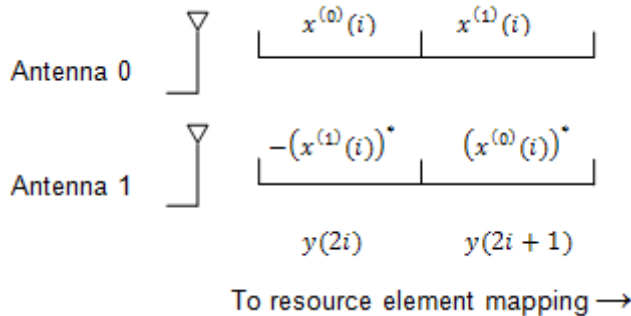 x⁽⁰⁾(i) x⁽¹⁾(i)
Antenna 0
−(x⁽¹⁾(i))* (x⁽⁰⁾(i))*
Antenna 1
y(2i) y(2i + 1)
To resource element mapping →